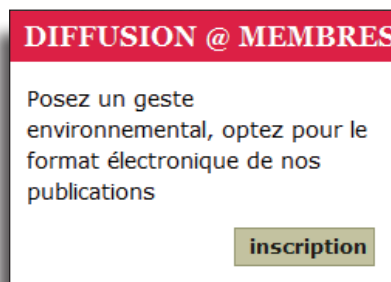 DIFFUSION @ MEMBRES
Posez un geste
environnemental, optez pour le
format électronique de nos
publications
inscription